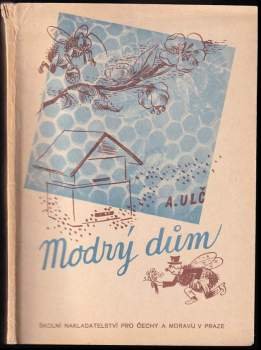 A. ULČ
Modrý dům
ŠKOLNÍ NAKLADATELSTVÍ PRO ČECHY A MORAVU V PRAZE